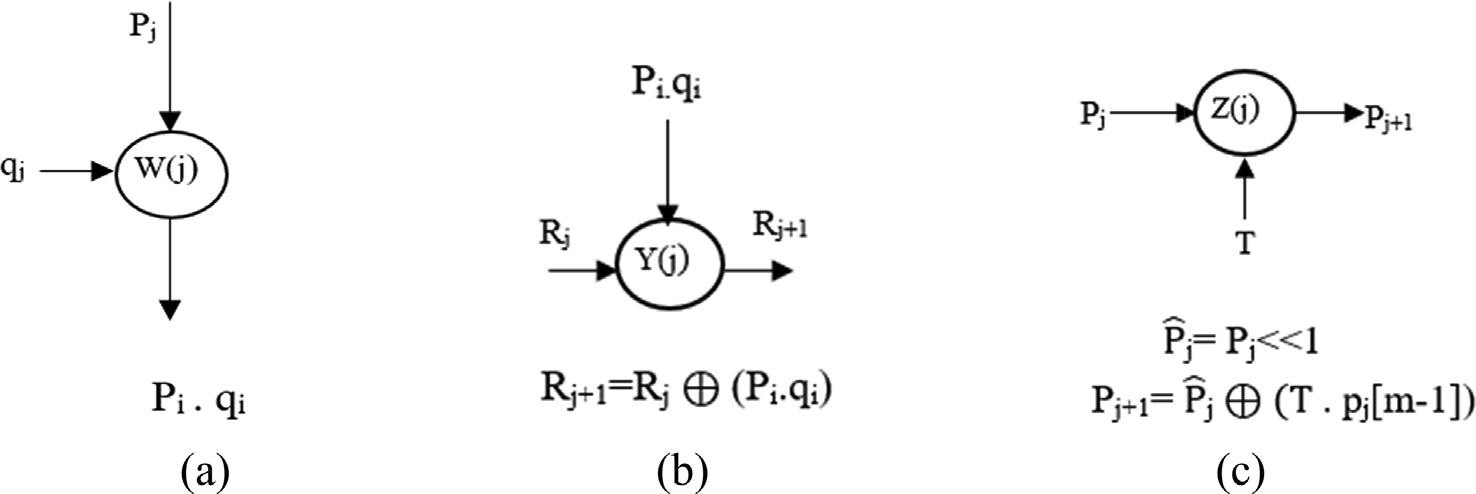 Pⱼ
qⱼ
W(j)
Pᵢ . qᵢ
(a)
Pᵢ.qᵢ
Rⱼ
Y(j)
Rⱼ₊₁
Rⱼ₊₁=Rⱼ ⊕ (Pᵢ.qᵢ)
(b)
Pⱼ
Z(j)
Pⱼ₊₁
T
P̂ⱼ= Pⱼ<<1
Pⱼ₊₁= P̂ⱼ ⊕ (T . pⱼ[m-1])
(c)